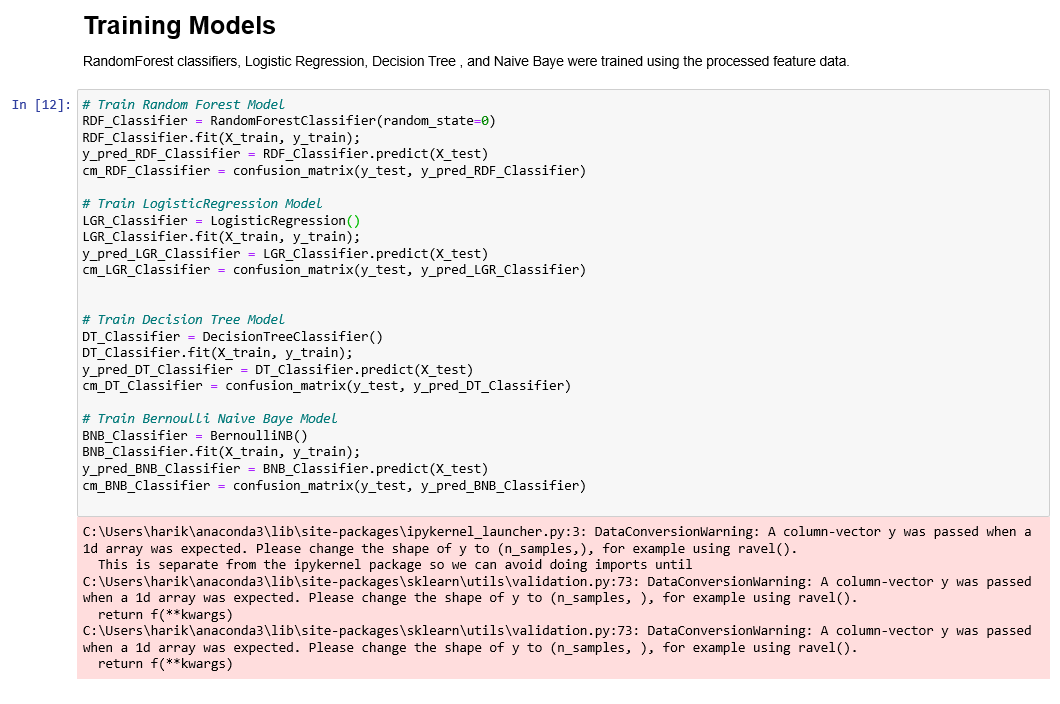 Training Models
RandomForest classifiers, Logistic Regression, Decision Tree , and Naive Baye were trained using the processed feature data.
In [12]:
# Train Random Forest Model
RDF_Classifier = RandomForestClassifier(random_state=0)
RDF_Classifier.fit(X_train, y_train);
y_pred_RDF_Classifier = RDF_Classifier.predict(X_test)
cm_RDF_Classifier = confusion_matrix(y_test, y_pred_RDF_Classifier)
# Train LogisticRegression Model
LGR_Classifier = LogisticRegression()
LGR_Classifier.fit(X_train, y_train);
y_pred_LGR_Classifier = LGR_Classifier.predict(X_test)
cm_LGR_Classifier = confusion_matrix(y_test, y_pred_LGR_Classifier)
# Train Decision Tree Model
DT_Classifier = DecisionTreeClassifier()
DT_Classifier.fit(X_train, y_train);
y_pred_DT_Classifier = DT_Classifier.predict(X_test)
cm_DT_Classifier = confusion_matrix(y_test, y_pred_DT_Classifier)
# Train Bernoulli Naive Baye Model
BNB_Classifier = BernoulliNB()
BNB_Classifier.fit(X_train, y_train);
y_pred_BNB_Classifier = BNB_Classifier.predict(X_test)
cm_BNB_Classifier = confusion_matrix(y_test, y_pred_BNB_Classifier)
C:\Users\harik\anaconda3\lib\site-packages\ipykernel_launcher.py:3: DataConversionWarning: A column-vector y was passed when a
1d array was expected. Please change the shape of y to (n_samples,), for example using ravel().
This is separate from the ipykernel package so we can avoid doing imports until
C:\Users\harik\anaconda3\lib\site-packages\sklearn\utils\validation.py:73: DataConversionWarning: A column-vector y was passed
when a 1d array was expected. Please change the shape of y to (n_samples, ), for example using ravel().
return f(**kwargs)
C:\Users\harik\anaconda3\lib\site-packages\sklearn\utils\validation.py:73: DataConversionWarning: A column-vector y was passed
when a 1d array was expected. Please change the shape of y to (n_samples, ), for example using ravel().
return f(**kwargs)